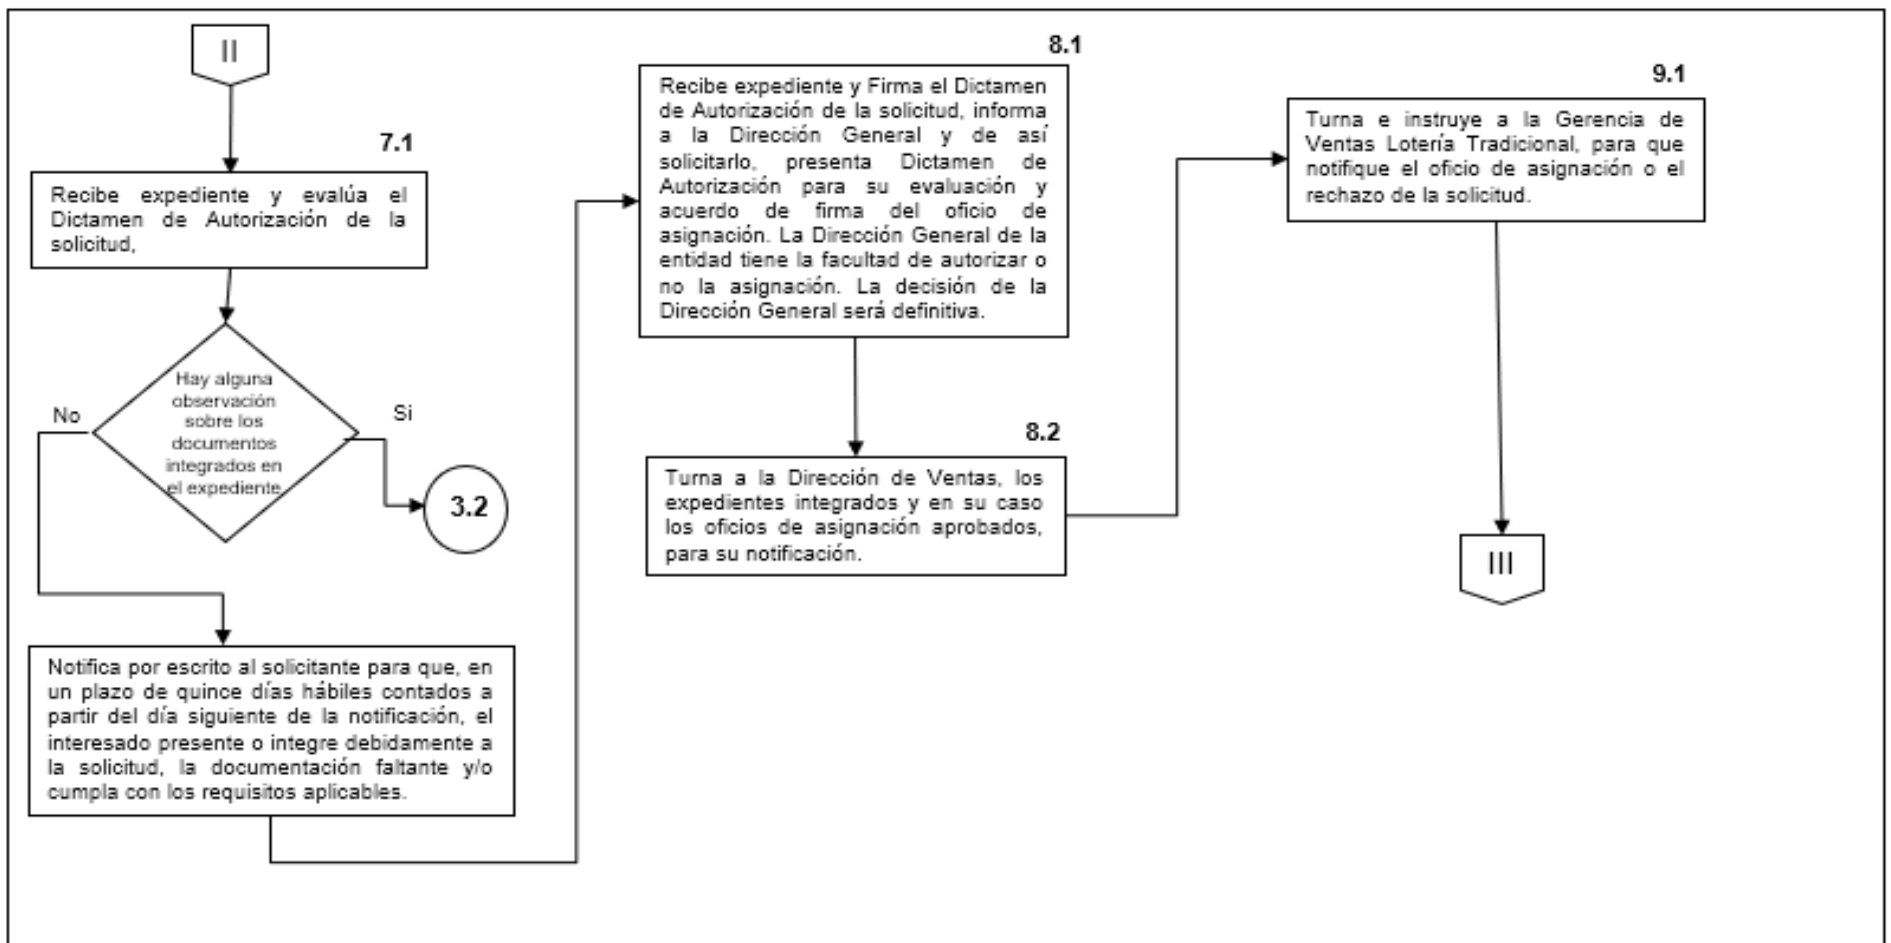 II
7.1
Recibe expediente y evalúa el
Dictamen de Autorización de la
solicitud,
Hay alguna
observación
sobre los
documentos
integrados en
el expediente
No
Si
3.2
Notifica por escrito al solicitante para que, en
un plazo de quince días hábiles contados a
partir del día siguiente de la notificación, el
interesado presente o integre debidamente a
la solicitud, la documentación faltante y/o
cumpla con los requisitos aplicables.
8.1
Recibe expediente y Firma el Dictamen
de Autorización de la solicitud, informa
a la Dirección General y de así
solicitarlo, presenta Dictamen de
Autorización para su evaluación y
acuerdo de firma del oficio de
asignación. La Dirección General de la
entidad tiene la facultad de autorizar o
no la asignación. La decisión de la
Dirección General será definitiva.
8.2
Turna a la Dirección de Ventas, los
expedientes integrados y en su caso
los oficios de asignación aprobados,
para su notificación.
9.1
Turna e instruye a la Gerencia de
Ventas Lotería Tradicional, para que
notifique el oficio de asignación o el
rechazo de la solicitud.
III